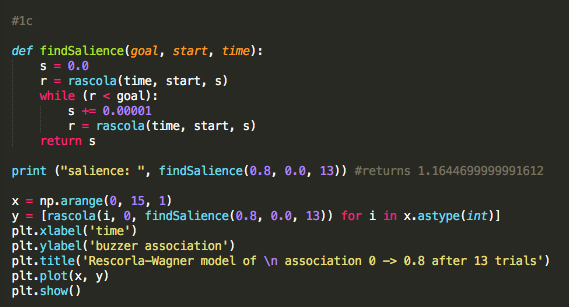 #1c
def findSalience(goal, start, time):
    s = 0.0
    r = rascola(time, start, s)
    while (r < goal):
        s += 0.00001
        r = rascola(time, start, s)
    return s
print ("salience: ", findSalience(0.8, 0.0, 13)) #returns 1.1644699999991612
x = np.arange(0, 15, 1)
y = [rascola(i, 0, findSalience(0.8, 0.0, 13)) for i in x.astype(int)]
plt.xlabel('time')
plt.ylabel('buzzer association')
plt.title('Rescorla-Wagner model of \n association 0 -> 0.8 after 13 trials')
plt.plot(x, y)
plt.show()